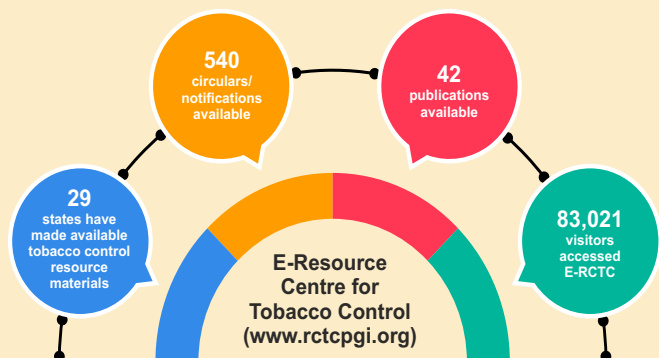 540
circulars/
notifications
available
42
publications
available
29
states have
made available
tobacco control
resource
materials
83,021
visitors
accessed
E-RCTC
E-Resource
Centre for
Tobacco Control
(www.rctcpgi.org)